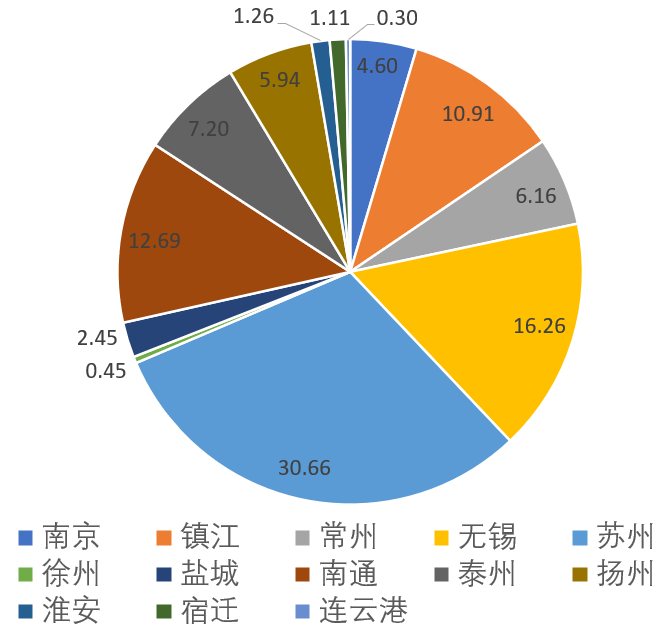 1.26 1.11 0.30
4.60
5.94
10.91
7.20
6.16
12.69
16.26
2.45
0.45
30.66
南京 镇江 常州 无锡 苏州
徐州 盐城 南通 泰州 扬州
淮安 宿迁 连云港